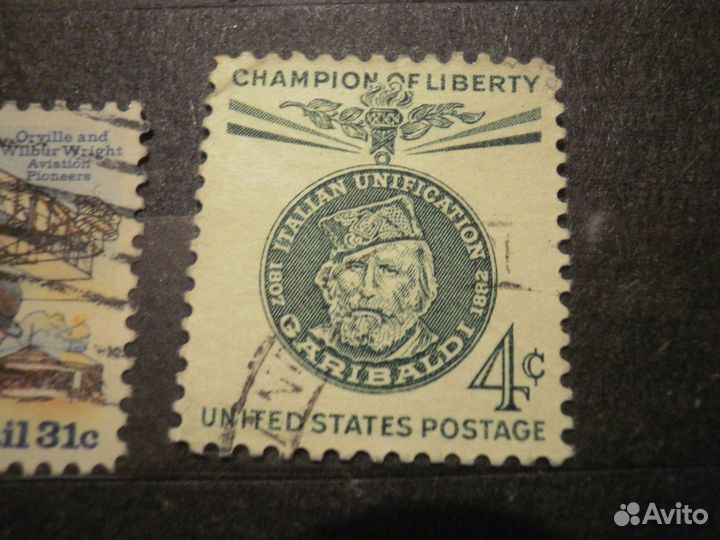 Orville and
Wilbur Wright
Aviation
Pioneers
il 31c
CHAMPION OF LIBERTY
ITALIAN UNIFICATION
1807
1882
GARIBALDI
4c
UNITED STATES POSTAGE
Avito